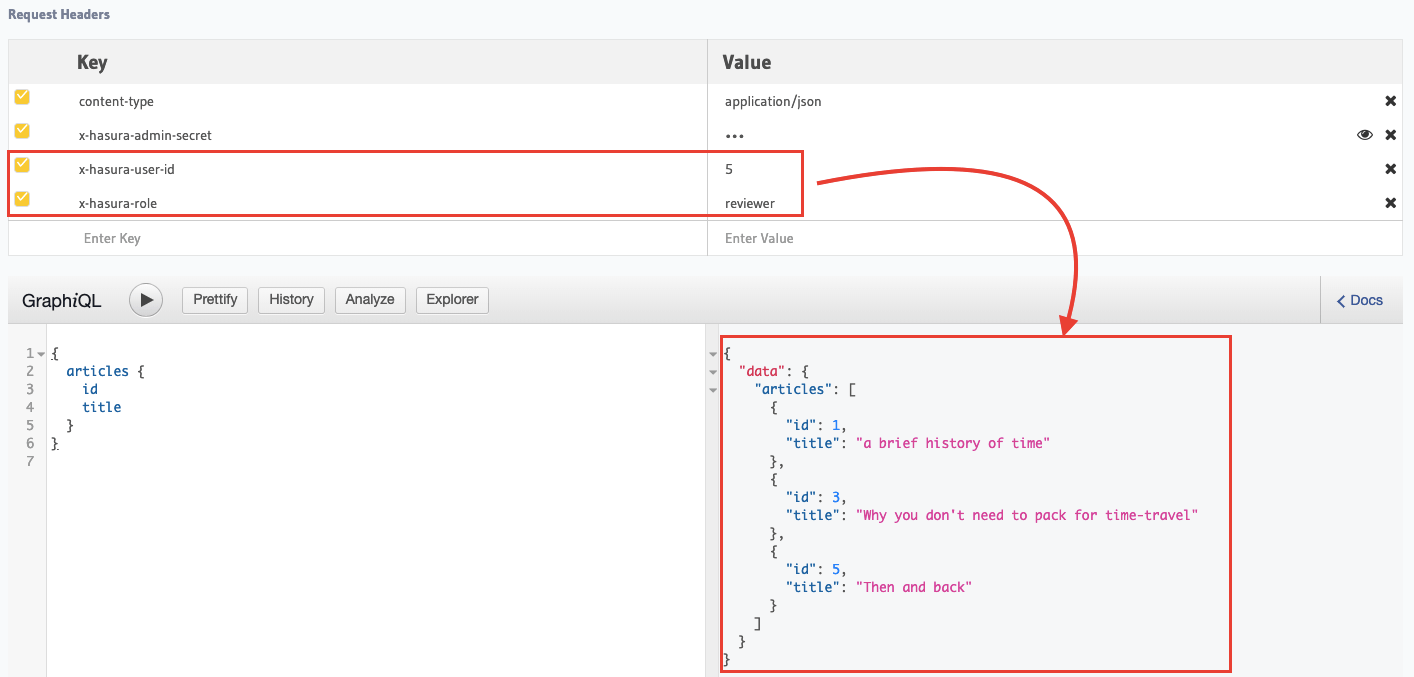 Request Headers
Key Value
content-type application/json
x-hasura-admin-secret •••
x-hasura-user-id 5
x-hasura-role reviewer
Enter Key Enter Value
GraphiQL Prettify History Analyze Explorer Docs
1 {
2 articles {
3 id
4 title
5 }
6 }
7
{
"data": {
"articles": [
{
"id": 1,
"title": "a brief history of time"
},
{
"id": 3,
"title": "Why you don't need to pack for time-travel"
},
{
"id": 5,
"title": "Then and back"
}
]
}
}